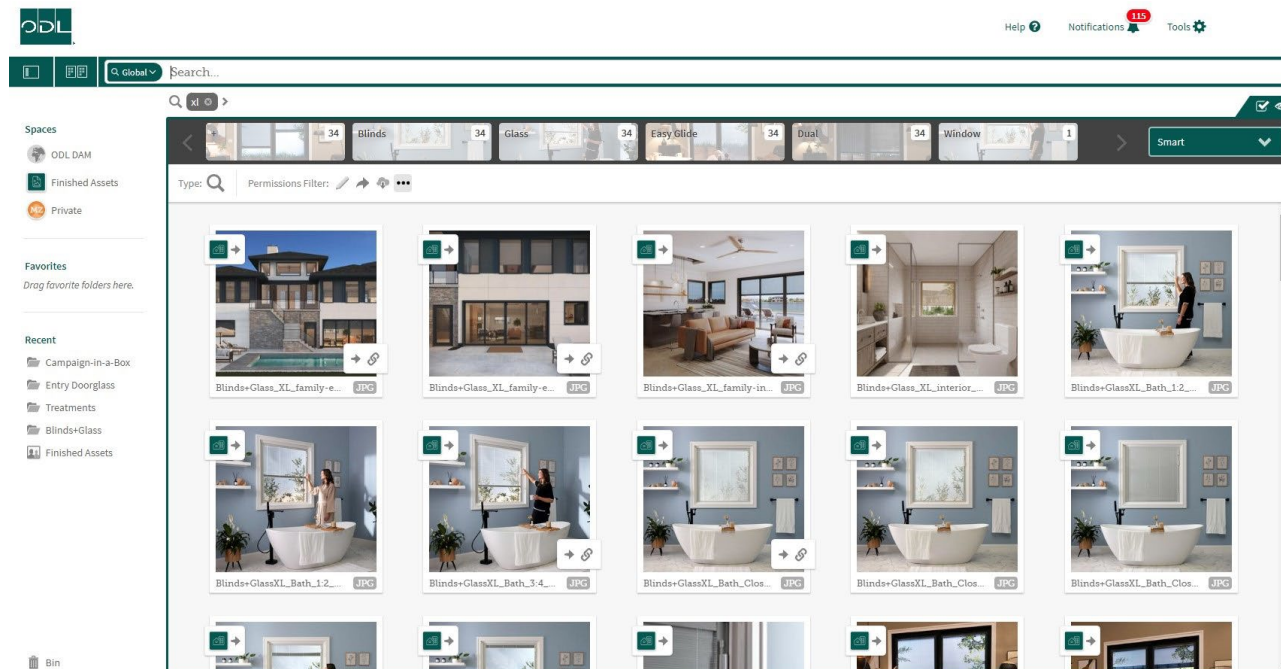 ODL
Help
Notifications 115
Tools
Global Search...
xl
Spaces
ODL DAM
Finished Assets
MZ Private
Favorites
Drag favorite folders here.
Recent
Campaign-in-a-Box
Entry Doorglass
Treatments
Blinds+Glass
Finished Assets
Bin
+ 34
Blinds 34
Glass 34
Easy Glide 34
Dual 34
Window 1
Smart
Type:
Permissions Filter:
Blinds+Glass_XL_family-e... JPG
Blinds+Glass_XL_family-e... JPG
Blinds+Glass_XL_family-in... JPG
Blinds+Glass_XL_interior_... JPG
Blinds+GlassXL_Bath_1:2_... JPG
Blinds+GlassXL_Bath_1:2_... JPG
Blinds+GlassXL_Bath_3:4_... JPG
Blinds+GlassXL_Bath_Clos... JPG
Blinds+GlassXL_Bath_Clos... JPG
Blinds+GlassXL_Bath_Clos... JPG